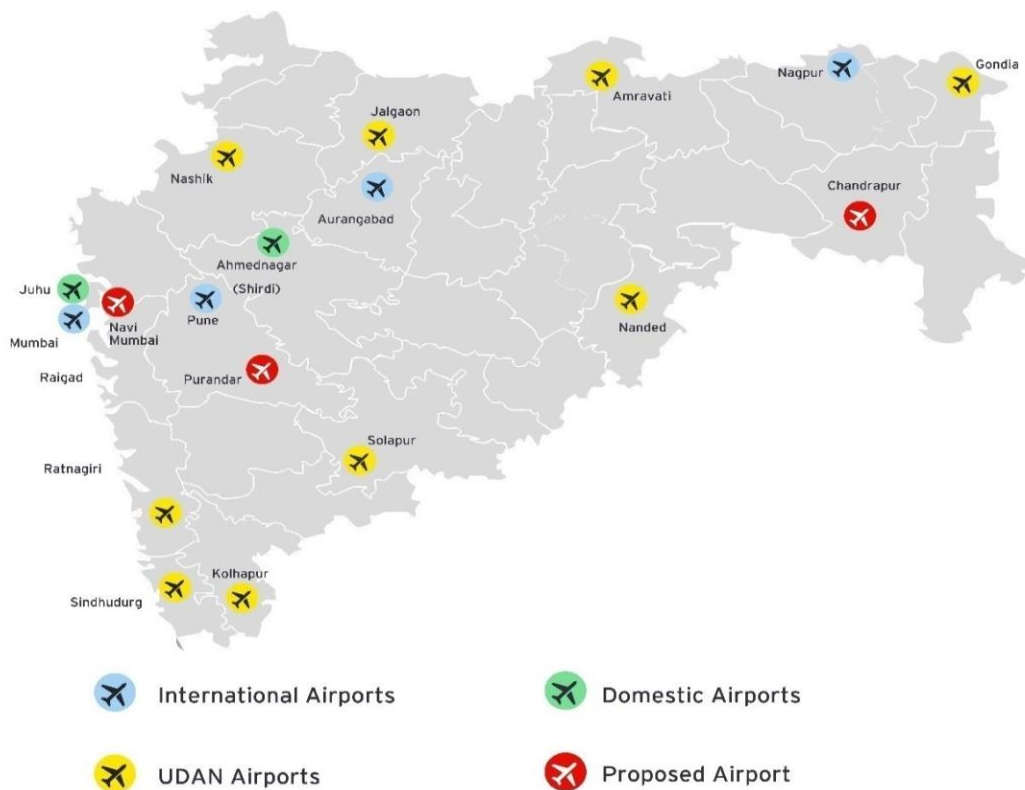 Gondia
Nagpur
Amravati
Jalgaon
Nashik
Chandrapur
Aurangabad
Ahmednagar
(Shirdi)
Juhu
Navi
Mumbai
Pune
Nanded
Mumbai
Raigad
Purandar
Solapur
Ratnagiri
Kolhapur
Sindhudurg
International Airports
Domestic Airports
UDAN Airports
Proposed Airport